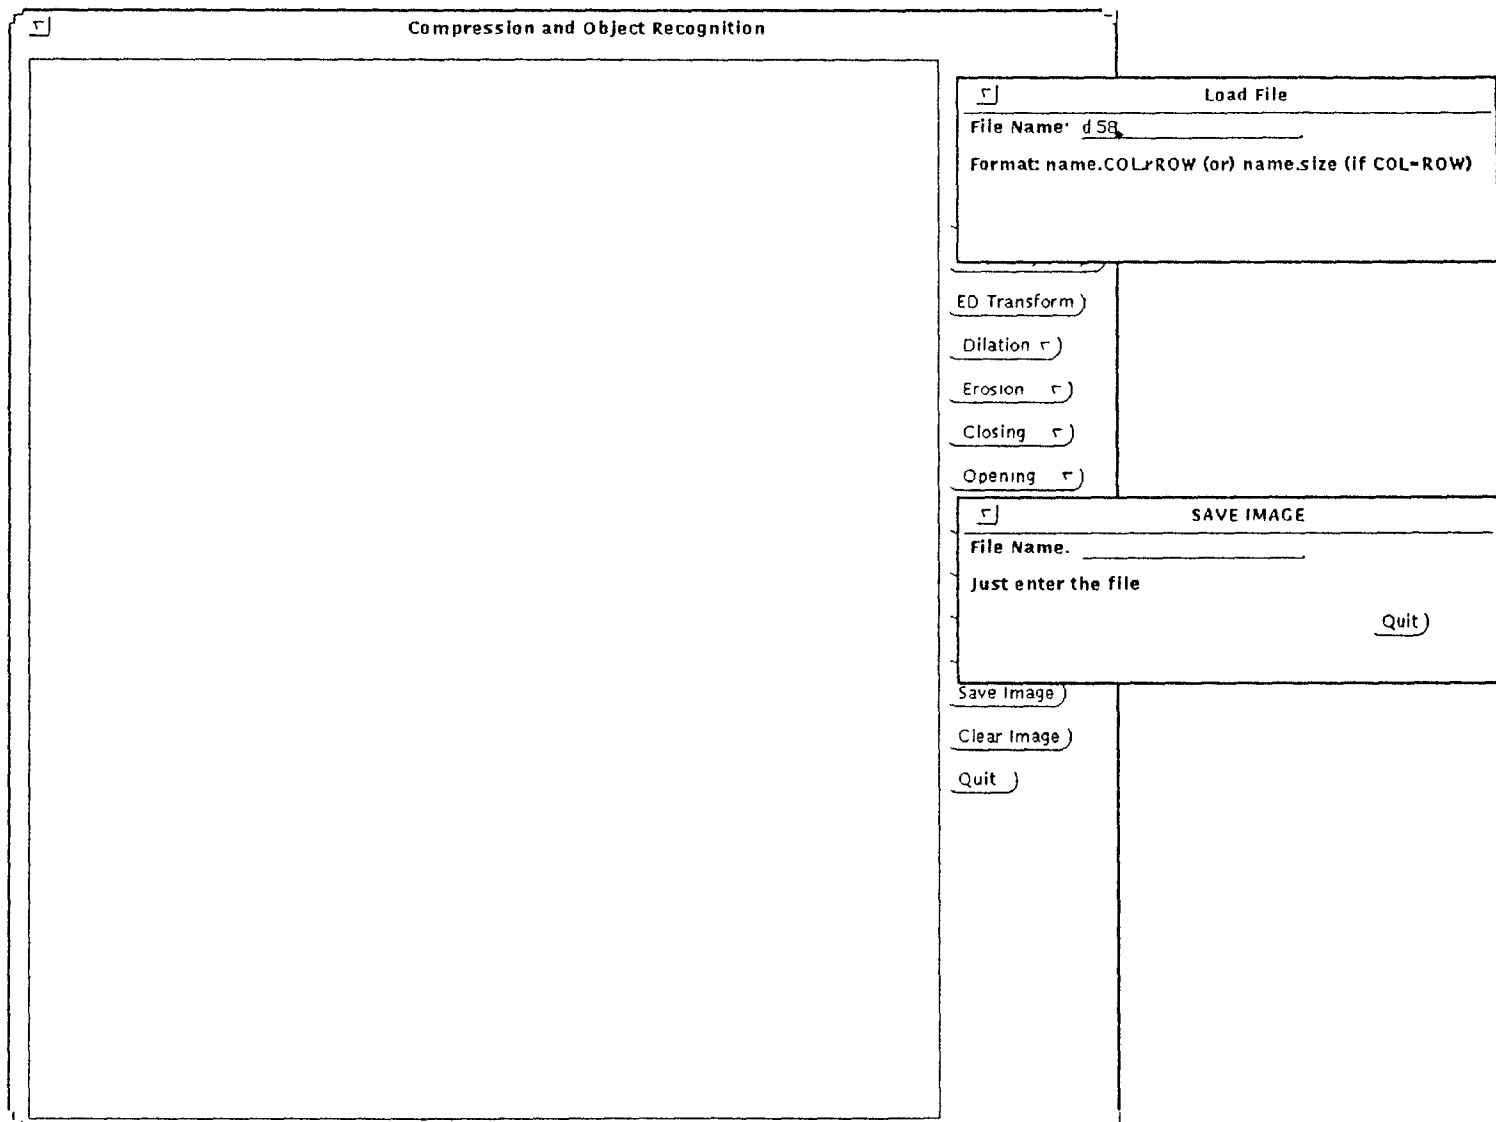 Compression and Object Recognition
Load File
File Name: d 58
Format: name.COLxROW (or) name.size (if COL=ROW)
ED Transform
Dilation
Erosion
Closing
Opening
SAVE IMAGE
File Name.
Just enter the file
Quit
Save Image
Clear Image
Quit